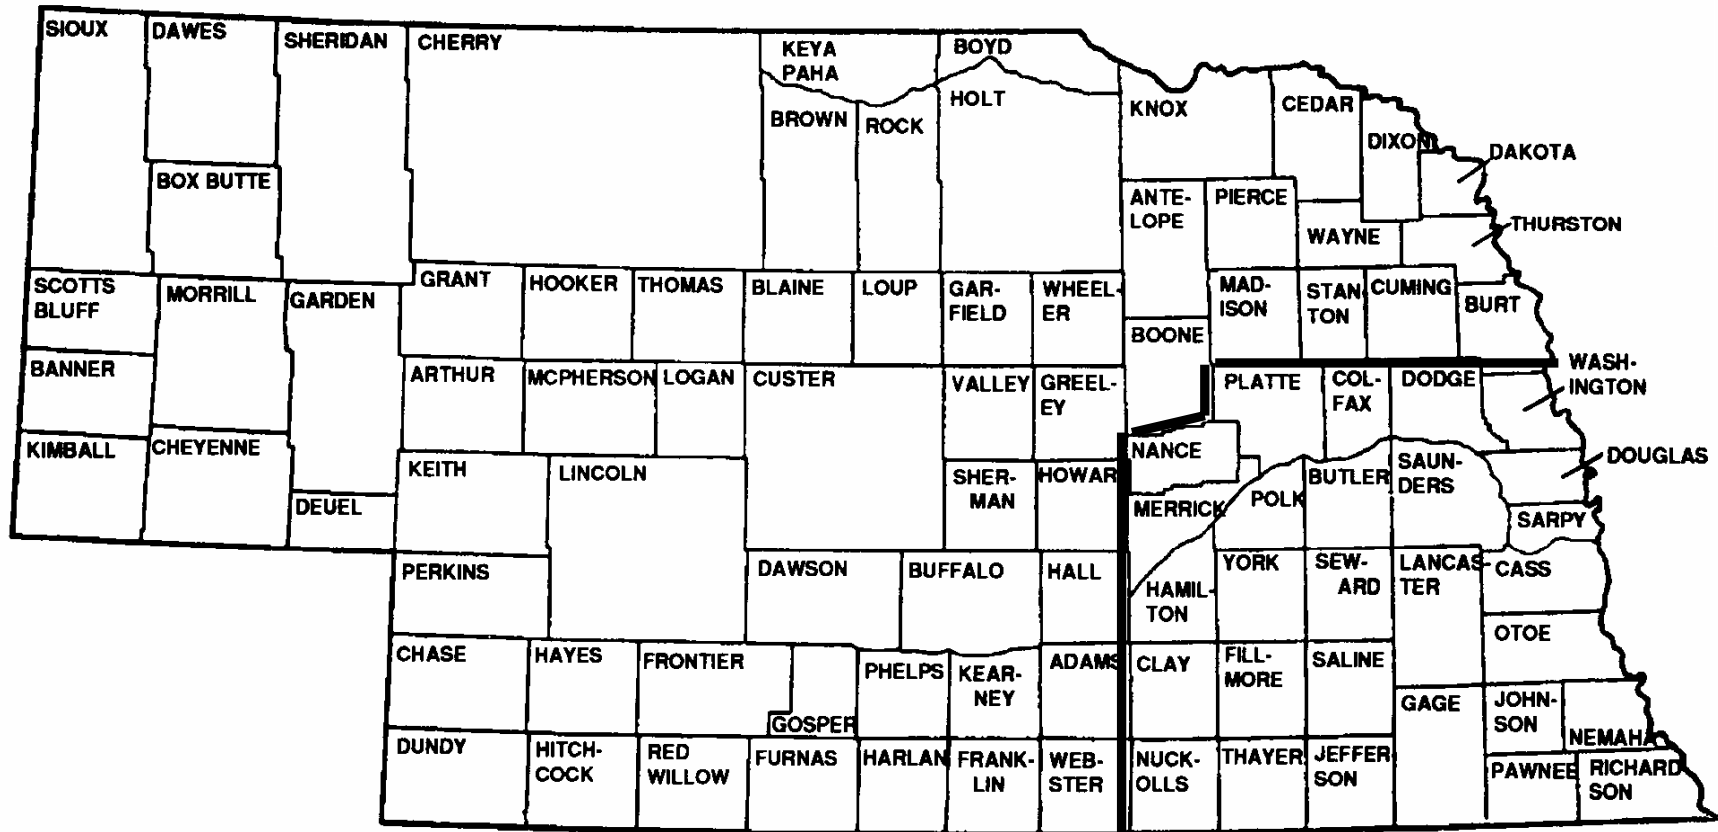 SIOUX
DAWES
SHERIDAN
CHERRY
KEYA
PAHA
BOYD
BROWN
ROCK
HOLT
KNOX
CEDAR
DIXON
DAKOTA
BOX BUTTE
ANTE-
LOPE
PIERCE
WAYNE
THURSTON
SCOTTS
BLUFF
MORRILL
GARDEN
GRANT
HOOKER
THOMAS
BLAINE
LOUP
GAR-
FIELD
WHEEL-
ER
MAD-
ISON
STAN
TON
CUMING
BURT
BOONE
BANNER
ARTHUR
MCPHERSON
LOGAN
CUSTER
VALLEY
GREEL-
EY
PLATTE
COL-
FAX
DODGE
WASH-
INGTON
KIMBALL
CHEYENNE
KEITH
LINCOLN
SHER-
MAN
HOWAR
NANCE
MERRICK
POLK
BUTLER
SAUN-
DERS
DOUGLAS
SARPY
DEUEL
PERKINS
DAWSON
BUFFALO
HALL
HAMIL-
TON
YORK
SEW-
ARD
LANCAS-
TER
CASS
OTOE
CHASE
HAYES
FRONTIER
GOSPER
PHELPS
KEAR-
NEY
ADAMS
CLAY
FILL-
MORE
SALINE
GAGE
JOHN-
SON
NEMAHA
DUNDY
HITCH-
COCK
RED
WILLOW
FURNAS
HARLAN
FRANK-
LIN
WEB-
STER
NUCK-
OLLS
THAYER
JEFFER
SON
PAWNEE
RICHARD
SON